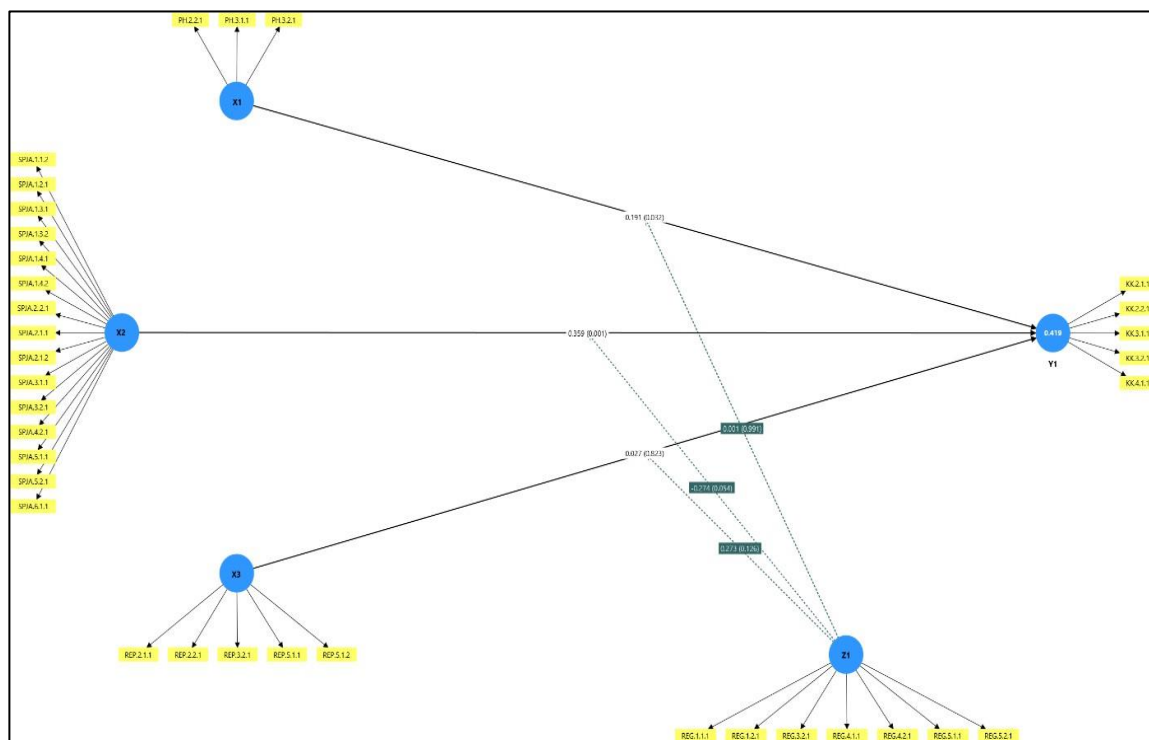 PH.2.2.1
PH.3.1.1
PH.3.2.1
X1
SPJA.1.1.2
SPJA.1.2.1
SPJA.1.3.1
SPJA.1.3.2
SPJA.1.4.1
SPJA.1.4.2
SPJA.2.2.1
SPJA.2.1.1
SPJA.2.1.2
SPJA.3.1.1
SPJA.3.2.1
SPJA.4.2.1
SPJA.5.1.1
SPJA.5.2.1
SPJA.6.1.1
X2
0.191 (0.032)
0.359 (0.001)
0.001 (0.991)
0.027 (0.823)
-0.274 (0.054)
0.273 (0.126)
0.419
Y1
KK.2.1.1
KK.2.2.1
KK.3.1.1
KK.3.2.1
KK.4.1.1
X3
REP.2.1.1
REP.2.2.1
REP.3.2.1
REP.5.1.1
REP.5.1.2
Z1
REG.1.1.1
REG.1.2.1
REG.3.2.1
REG.4.1.1
REG.4.2.1
REG.5.1.1
REG.5.2.1